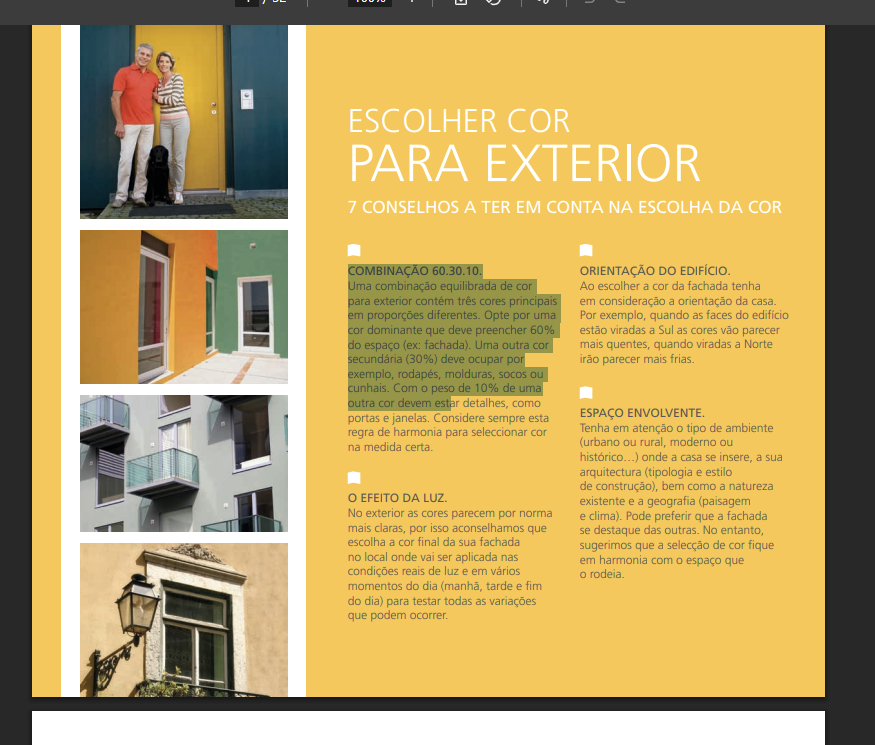 ESCOLHER COR
PARA EXTERIOR
7 CONSELHOS A TER EM CONTA NA ESCOLHA DA COR
COMBINAÇÃO 60.30.10.
Uma combinação equilibrada de cor
para exterior contém três cores principais
em proporções diferentes. Opte por uma
cor dominante que deve preencher 60%
do espaço (ex: fachada). Uma outra cor
secundária (30%) deve ocupar por
exemplo, rodapés, molduras, socos ou
cunhais. Com o peso de 10% de uma
outra cor devem estar detalhes, como
portas e janelas. Considere sempre esta
regra de harmonia para seleccionar cor
na medida certa.
O EFEITO DA LUZ.
No exterior as cores parecem por norma
mais claras, por isso aconselhamos que
escolha a cor final da sua fachada
no local onde vai ser aplicada nas
condições reais de luz e em vários
momentos do dia (manhã, tarde e fim
do dia) para testar todas as variações
que podem ocorrer.
ORIENTAÇÃO DO EDIFÍCIO.
Ao escolher a cor da fachada tenha
em consideração a orientação da casa.
Por exemplo, quando as faces do edifício
estão viradas a Sul as cores vão parecer
mais quentes, quando viradas a Norte
irão parecer mais frias.
ESPAÇO ENVOLVENTE.
Tenha em atenção o tipo de ambiente
(urbano ou rural, moderno ou
histórico...) onde a casa se insere, a sua
arquitectura (tipologia e estilo
de construção), bem como a natureza
existente e a geografia (paisagem
e clima). Pode preferir que a fachada
se destaque das outras. No entanto,
sugerimos que a selecção de cor fique
em harmonia com o espaço que
o rodeia.